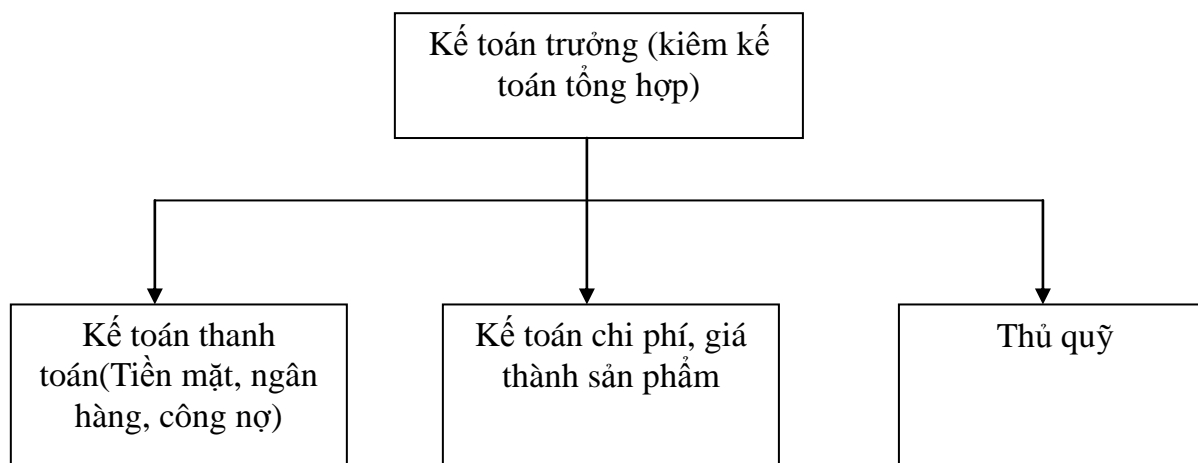 Kế toán trưởng (kiêm kế
toán tổng hợp)
Kế toán thanh
toán(Tiền mặt, ngân
hàng, công nợ)
Kế toán chi phí, giá
thành sản phẩm
Thủ quỹ